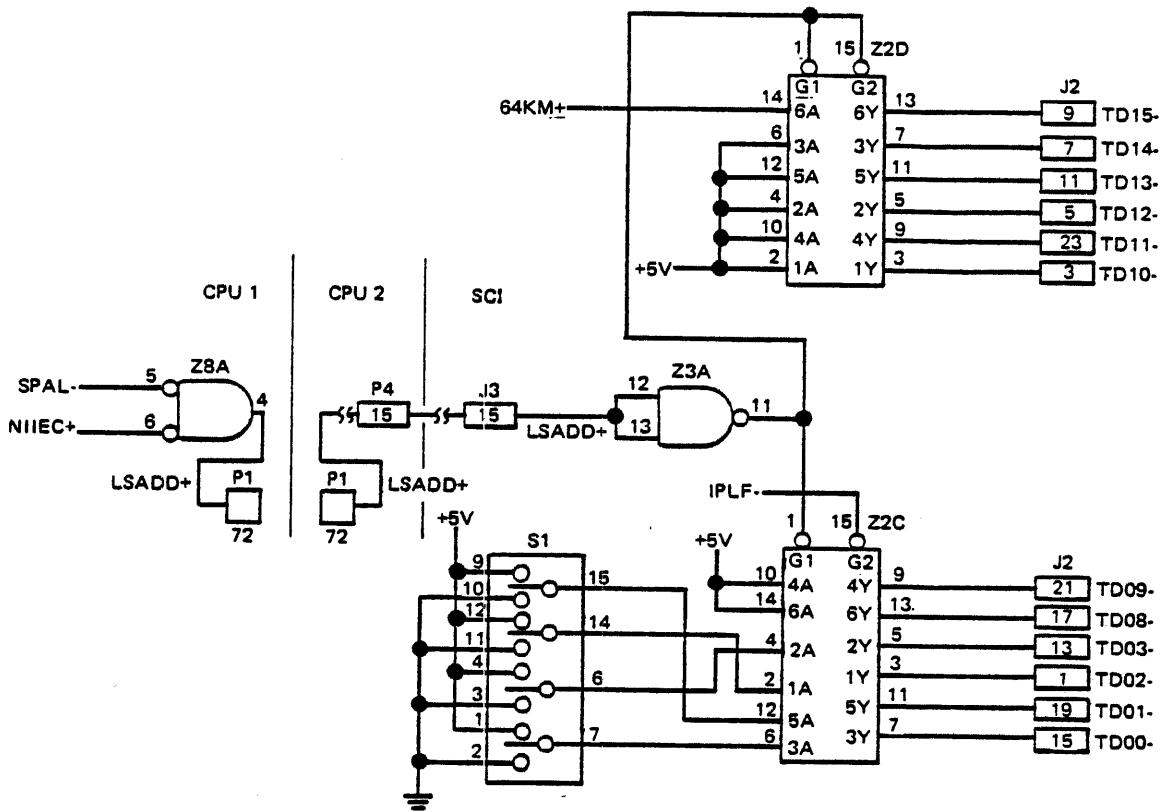 1 15 Z2D
G1 G2 J2
64KM± 14 6A 6Y 13 9 TD15-
6 3A 3Y 7 7 TD14-
12 5A 5Y 11 11 TD13-
4 2A 2Y 5 5 TD12-
10 4A 4Y 9 23 TD11-
+5V 2 1A 1Y 3 3 TD10-
CPU 1 CPU 2 SCI
Z8A
SPAL- 5
4
NIIEC+ 6
P4 J3
15 15
LSADD+
Z3A
12
13
11
LSADD+ P1
72
P1 LSADD+
72
IPLF-
1 15 Z2C
+5V
S1
9
10
12
11
4
3
1
2
15
14
6
7
+5V
G1 G2 J2
10 4A 4Y 9 21 TD09-
14 6A 6Y 13. 17 TD08-
4 2A 2Y 5 13 TD03-
2 1A 1Y 3 1 TD02-
12 5A 5Y 11 19 TD01-
6 3A 3Y 7 15 TD00-